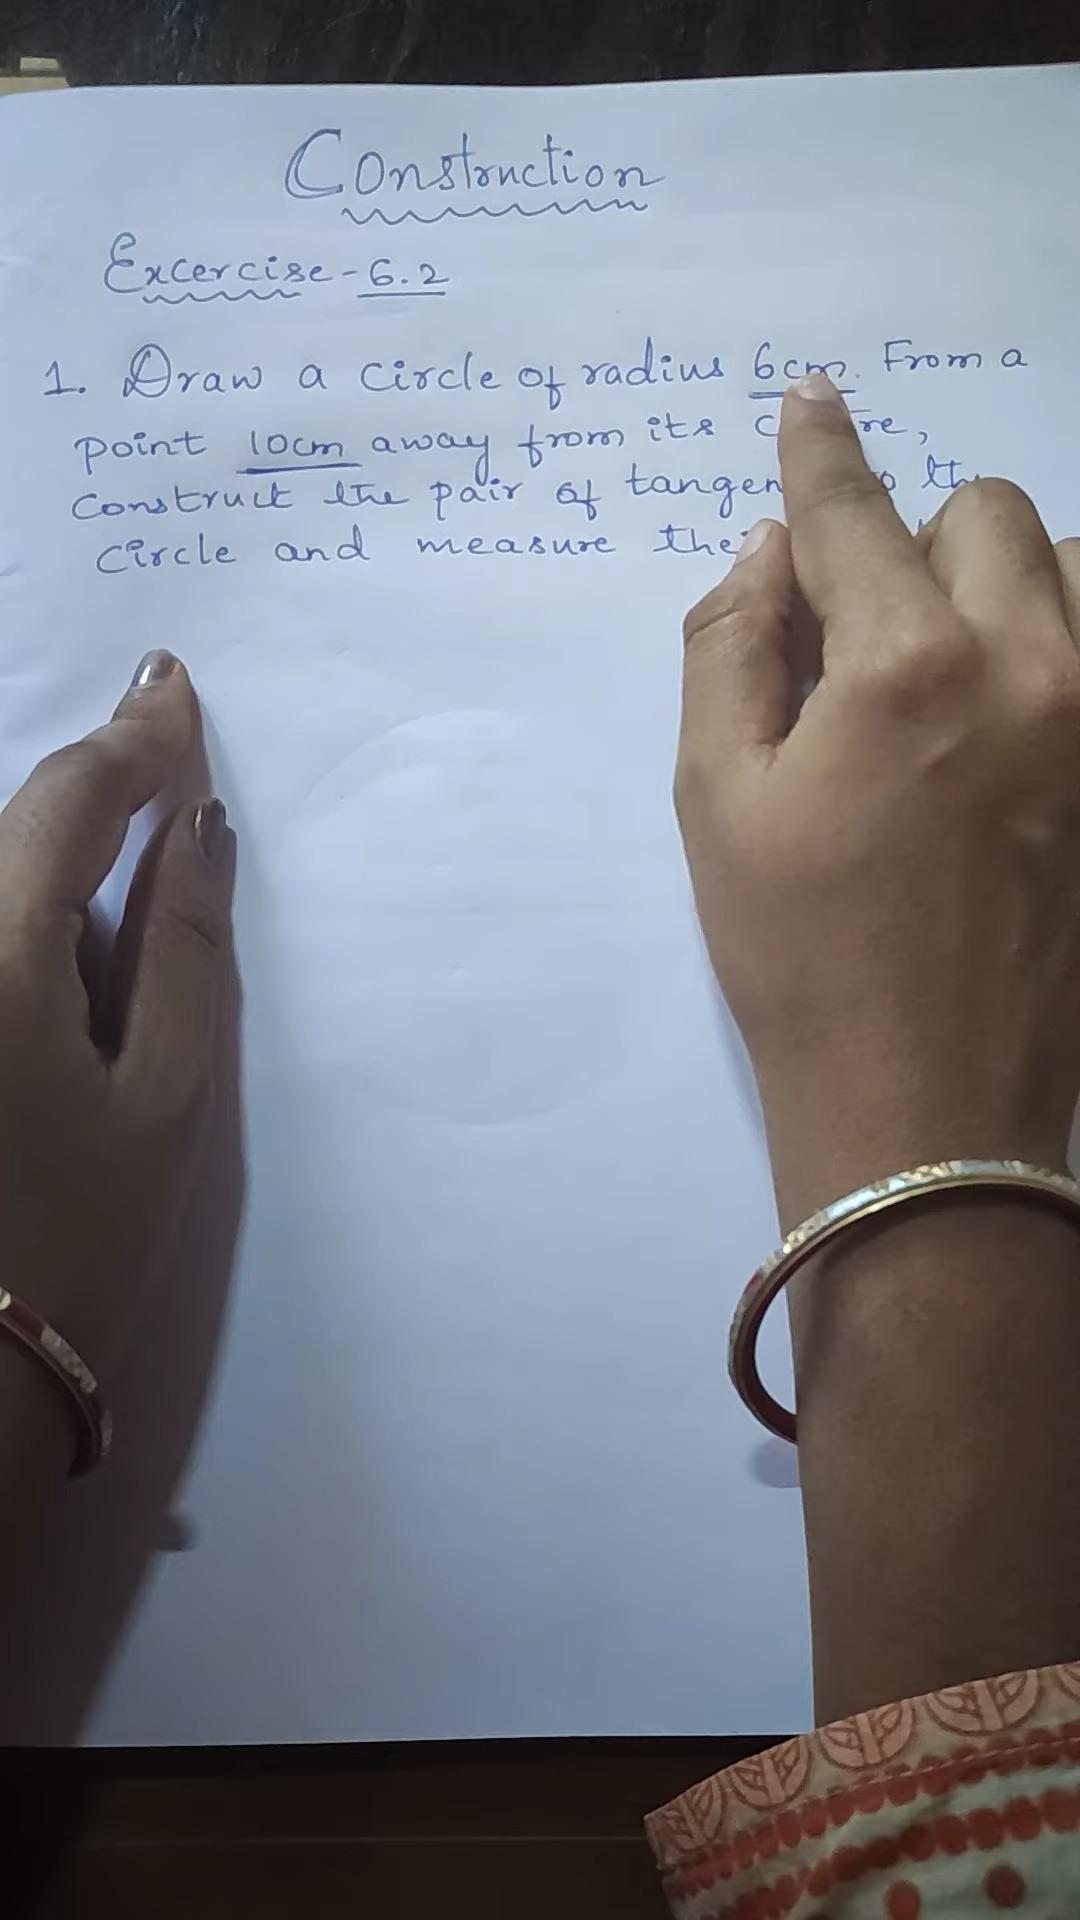 Construction
Excercise-6.2
1. Draw a circle of radius 6cm. From a
point 10cm away from its
construct the pair of
circle and measure